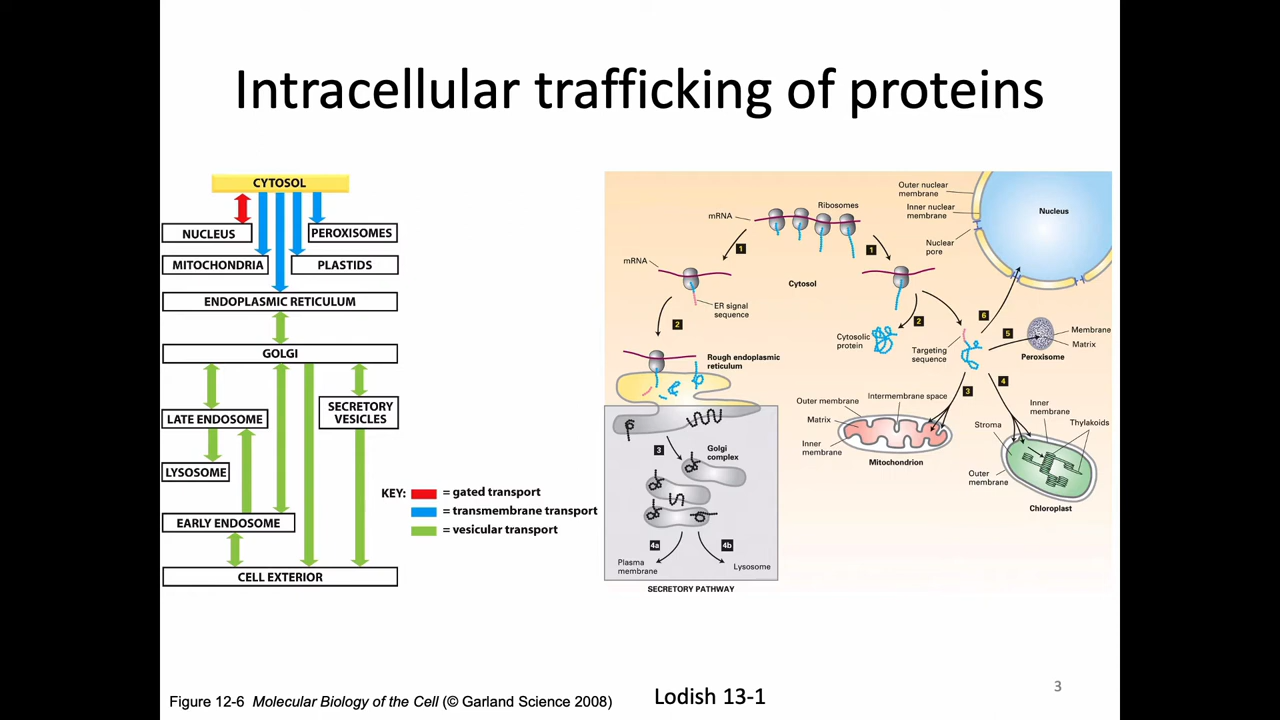 Intracellular trafficking of proteins
CYTOSOL
NUCLEUS
PEROXISOMES
MITOCHONDRIA
PLASTIDS
ENDOPLASMIC RETICULUM
GOLGI
LATE ENDOSOME
SECRETORY
VESICLES
LYSOSOME
EARLY ENDOSOME
CELL EXTERIOR
KEY:
= gated transport
= transmembrane transport
= vesicular transport
mRNA
Ribosomes
1
1
mRNA
ER signal
sequence
Cytosol
2
Rough endoplasmic
reticulum
3
Golgi
complex
4a
4b
Plasma
membrane
Lysosome
SECRETORY PATHWAY
Outer nuclear
membrane
Inner nuclear
membrane
Nuclear
pore
Nucleus
2
Cytosolic
protein
Targeting
sequence
6
5
Membrane
Matrix
Peroxisome
3
4
Outer membrane
Intermembrane space
Matrix
Inner
membrane
Mitochondrion
Inner
membrane
Stroma
Thylakoids
Outer
membrane
Chloroplast
3
Figure 12-6 Molecular Biology of the Cell (© Garland Science 2008)
Lodish 13-1